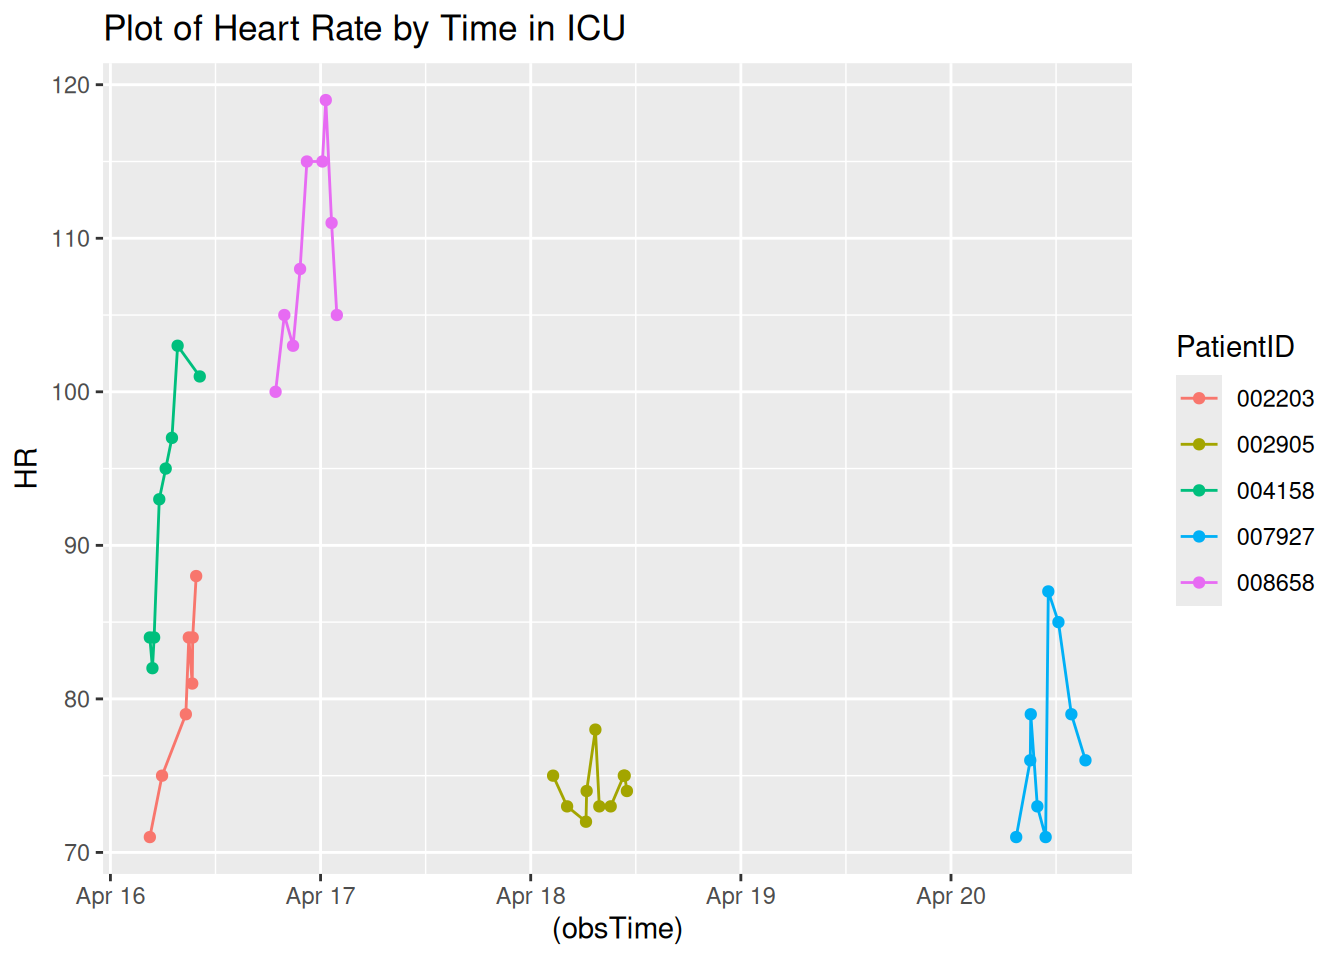 Plot of Heart Rate by Time in ICU
120
110
100
90
80
70
HR
Apr 16 Apr 17 Apr 18 Apr 19 Apr 20
(obsTime)
PatientID
002203
002905
004158
007927
008658